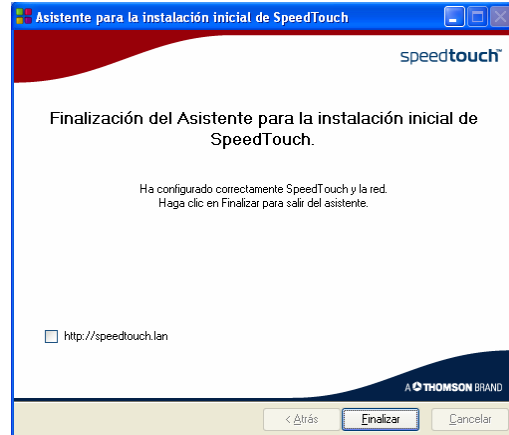 Asistente para la instalación inicial de SpeedTouch
speedtouch™
Finalización del Asistente para la instalación inicial de
SpeedTouch.
Ha configurado correctamente SpeedTouch y la red.
Haga clic en Finalizar para salir del asistente.
http://speedtouch.lan
A THOMSON BRAND
< Atrás
Finalizar
Cancelar